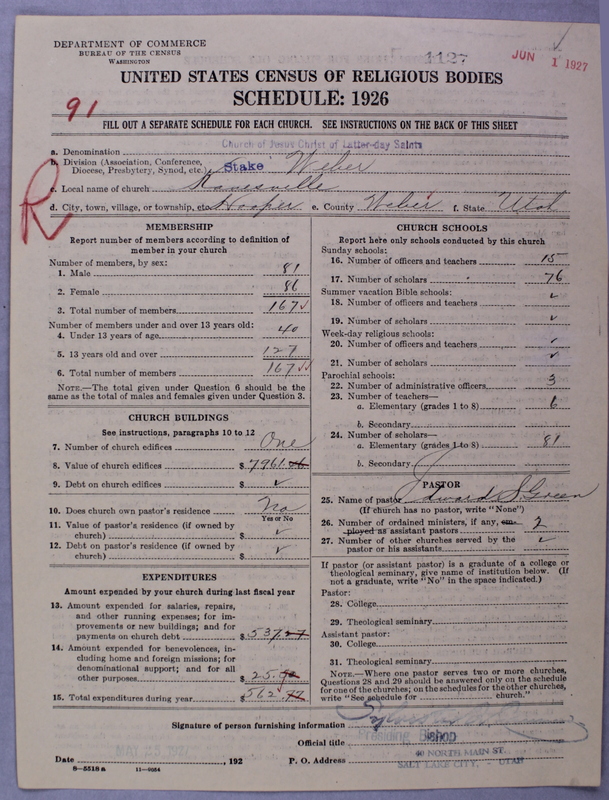 DEPARTMENT OF COMMERCE
BUREAU OF THE CENSUS
WASHINGTON
1127
JUN 1 1927
UNITED STATES CENSUS OF RELIGIOUS BODIES
SCHEDULE: 1926
91
FILL OUT A SEPARATE SCHEDULE FOR EACH CHURCH. SEE INSTRUCTIONS ON THE BACK OF THIS SHEET
a. Denomination Church of Jesus Christ of Latter-day Saints
b. Division (Association, Conference,
Diocese, Presbytery, Synod, etc.) Stake Weber
c. Local name of church Kanesville
R
d. City, town, village, or township, etc. Hooper e. County Weber f. State Utah
MEMBERSHIP
Report number of members according to definition of
member in your church
Number of members, by sex:
1. Male 81
2. Female 86
3. Total number of members 167
Number of members under and over 13 years old:
4. Under 13 years of age 40
5. 13 years old and over 127
6. Total number of members 167
NOTE.—The total given under Question 6 should be the
same as the total of males and females given under Question 3.
CHURCH BUILDINGS
See instructions, paragraphs 10 to 12
7. Number of church edifices One
8. Value of church edifices $ 7961.
9. Debt on church edifices $
10. Does church own pastor's residence No
Yes or No
11. Value of pastor's residence (if owned by
church) $
12. Debt on pastor's residence (if owned by
church) $
EXPENDITURES
Amount expended by your church during last fiscal year
13. Amount expended for salaries, repairs,
and other running expenses; for im-
provements or new buildings; and for
payments on church debt $ 537.
14. Amount expended for benevolences, in-
cluding home and foreign missions; for
denominational support; and for all
other purposes $ 25.
15. Total expenditures during year $ 562
CHURCH SCHOOLS
Report here only schools conducted by this church
Sunday schools:
16. Number of officers and teachers 15
17. Number of scholars 76
Summer vacation Bible schools:
18. Number of officers and teachers
19. Number of scholars
Week-day religious schools:
20. Number of officers and teachers
21. Number of scholars
Parochial schools:
22. Number of administrative officers 3
23. Number of teachers—
a. Elementary (grades 1 to 8) 6
b. Secondary
24. Number of scholars—
a. Elementary (grades 1 to 8) 81
b. Secondary
PASTOR
25. Name of pastor Edward S. Green
(If church has no pastor, write "None")
26. Number of ordained ministers, if any, em-
ployed as assistant pastors 2
27. Number of other churches served by the
pastor or his assistants
If pastor (or assistant pastor) is a graduate of a college or
theological seminary, give name of institution below. (If
not a graduate, write "No" in the space indicated.)
Pastor:
28. College
29. Theological seminary
Assistant pastor:
30. College
31. Theological seminary
NOTE.—Where one pastor serves two or more churches,
Questions 28 and 29 should be answered only on the schedule
for one of the churches; on the schedules for the other churches,
write "See schedule for church."
Signature of person furnishing information
Official title Presiding Bishop
Date , 192 P. O. Address 40 NORTH MAIN ST.
SALT LAKE CITY, - UTAH
8—5518 a 11—9054